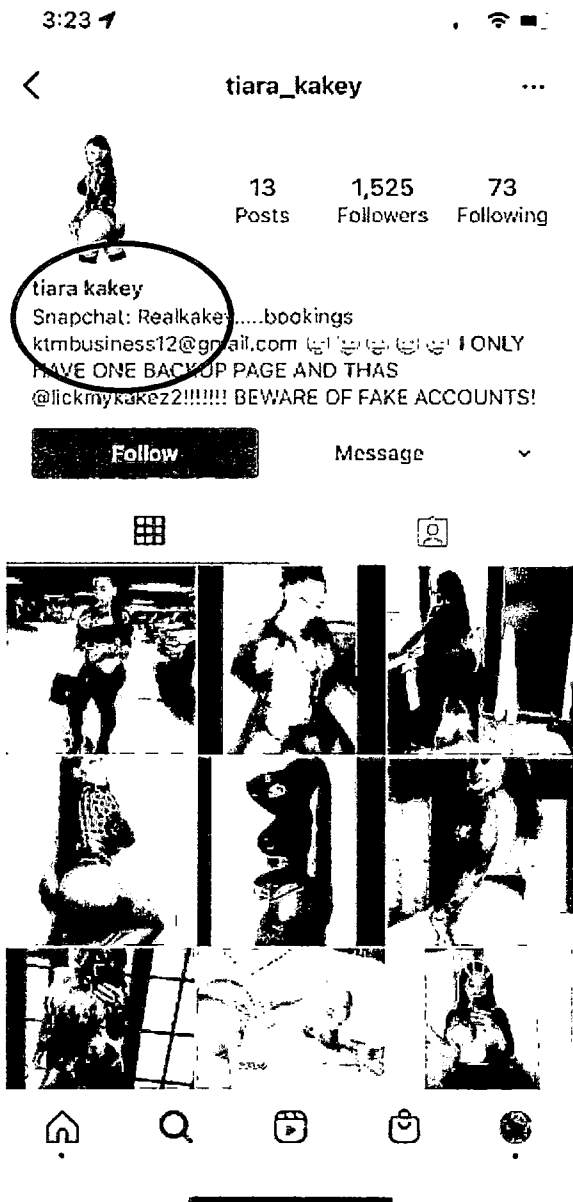 3:23
tiara_kakey
13 1,525 73
Posts Followers Following
tiara kakey
Snapchat: Realkakey.....bookings
ktmbusiness12@gmail.com I ONLY
HAVE ONE BACKUP PAGE AND THAS
@lickmykakez2!!!!!!! BEWARE OF FAKE ACCOUNTS!
Follow Message